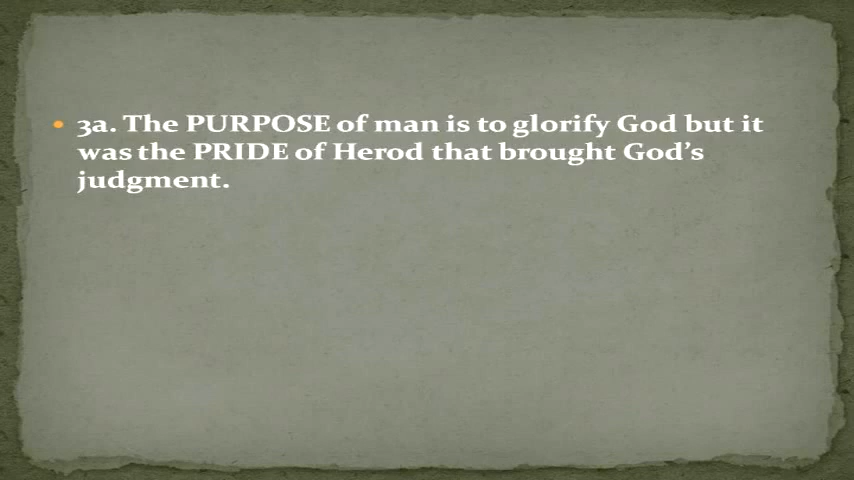 • 3a. The PURPOSE of man is to glorify God but it
was the PRIDE of Herod that brought God's
judgment.